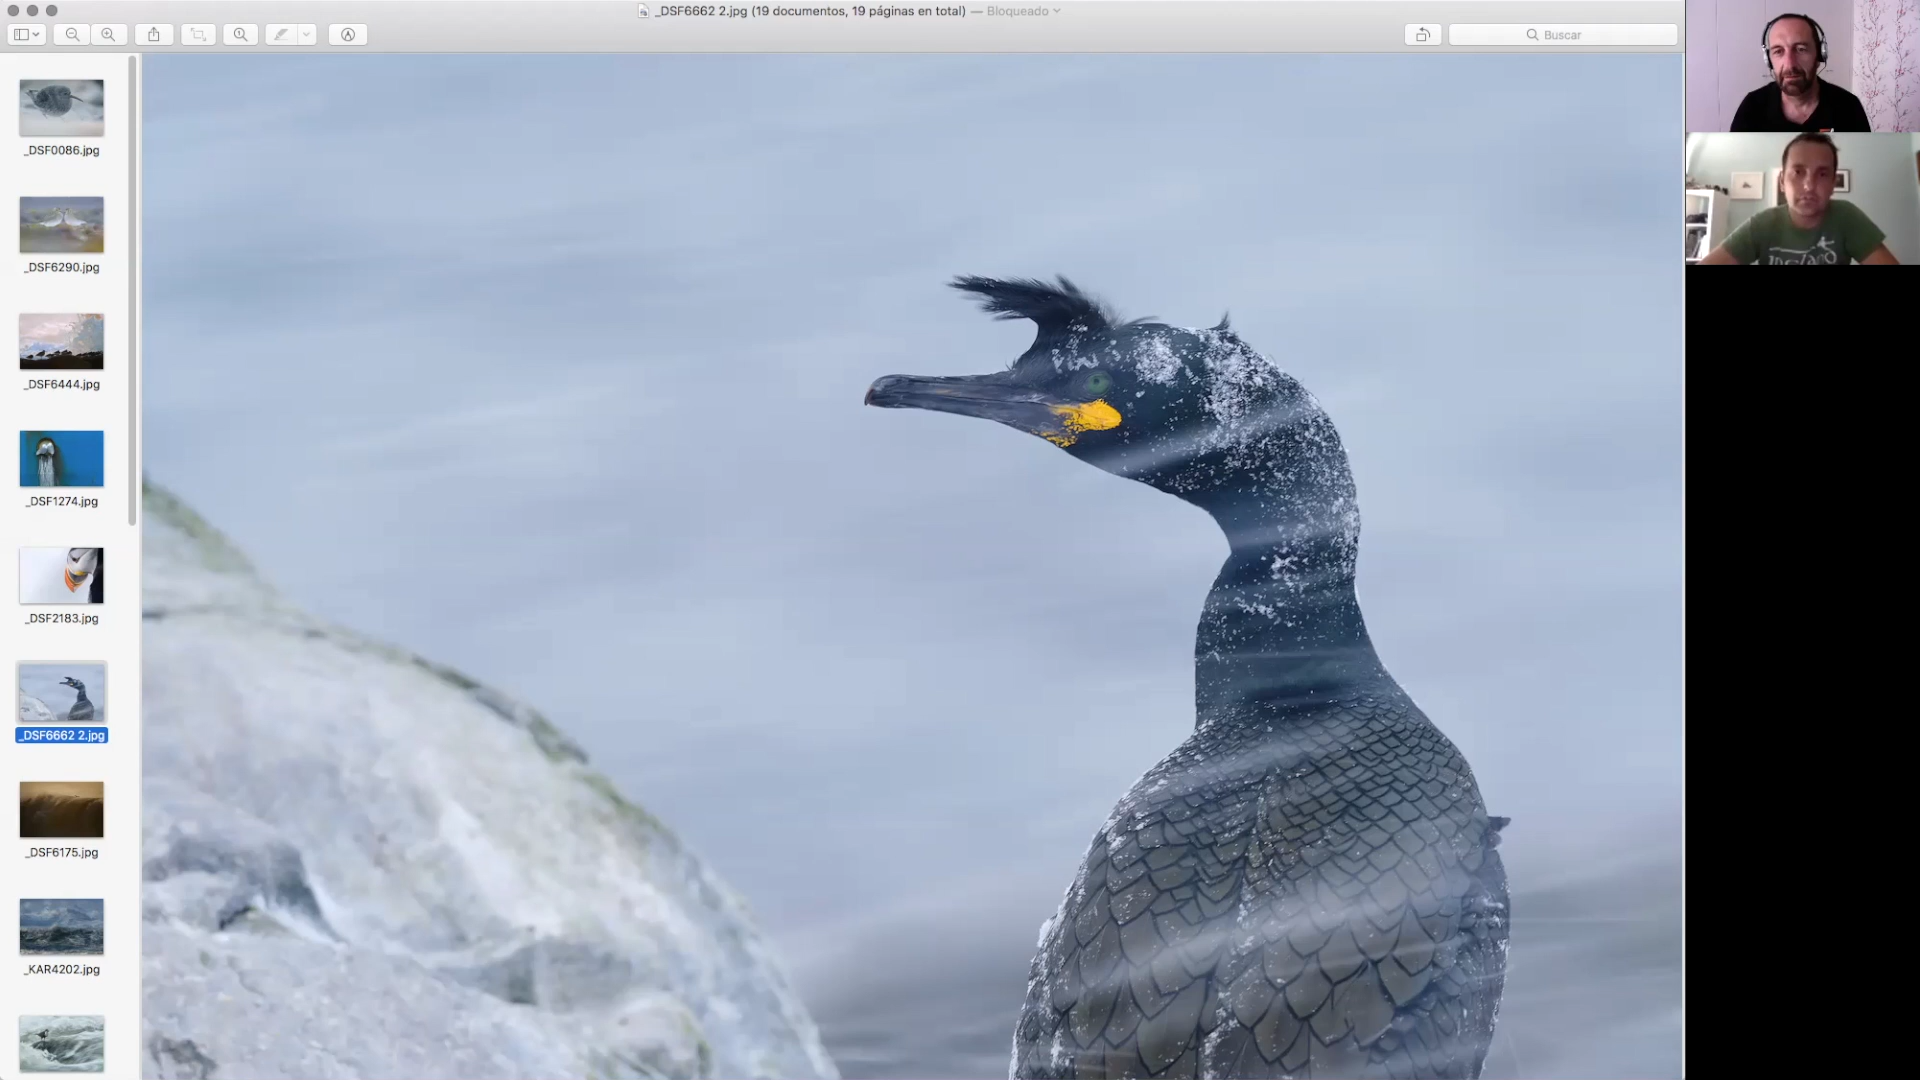 _DSF6662 2.jpg (19 documentos, 19 páginas en total) — Bloqueado
Buscar
_DSF0086.jpg
_DSF6290.jpg
_DSF6444.jpg
_DSF1274.jpg
_DSF2183.jpg
_DSF6662 2.jpg
_DSF6175.jpg
_KAR4202.jpg